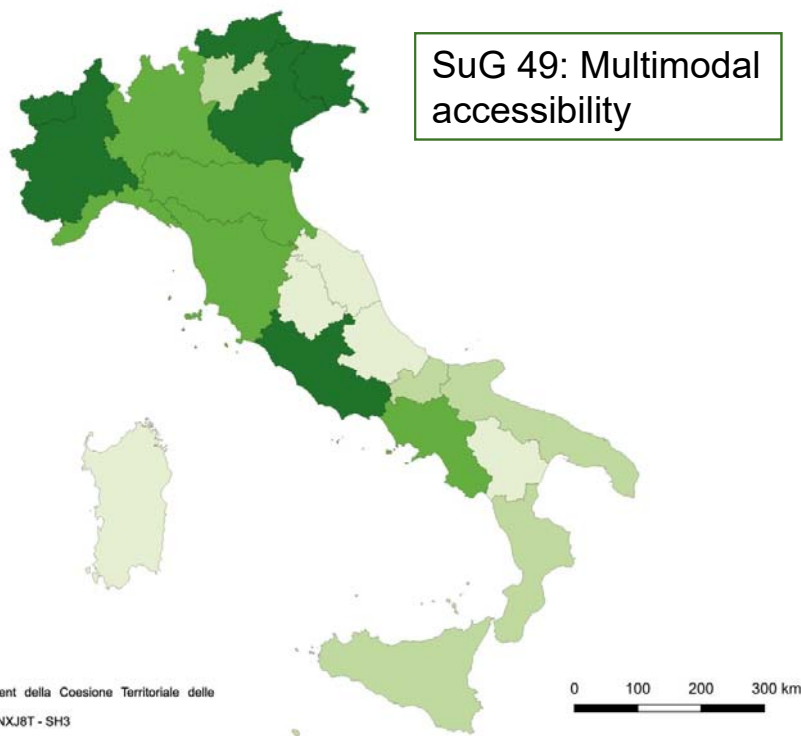 SuG 49: Multimodal
accessibility
ent della Coesione Territoriale delle
NXJ8T - SH3
0 100 200 300 km